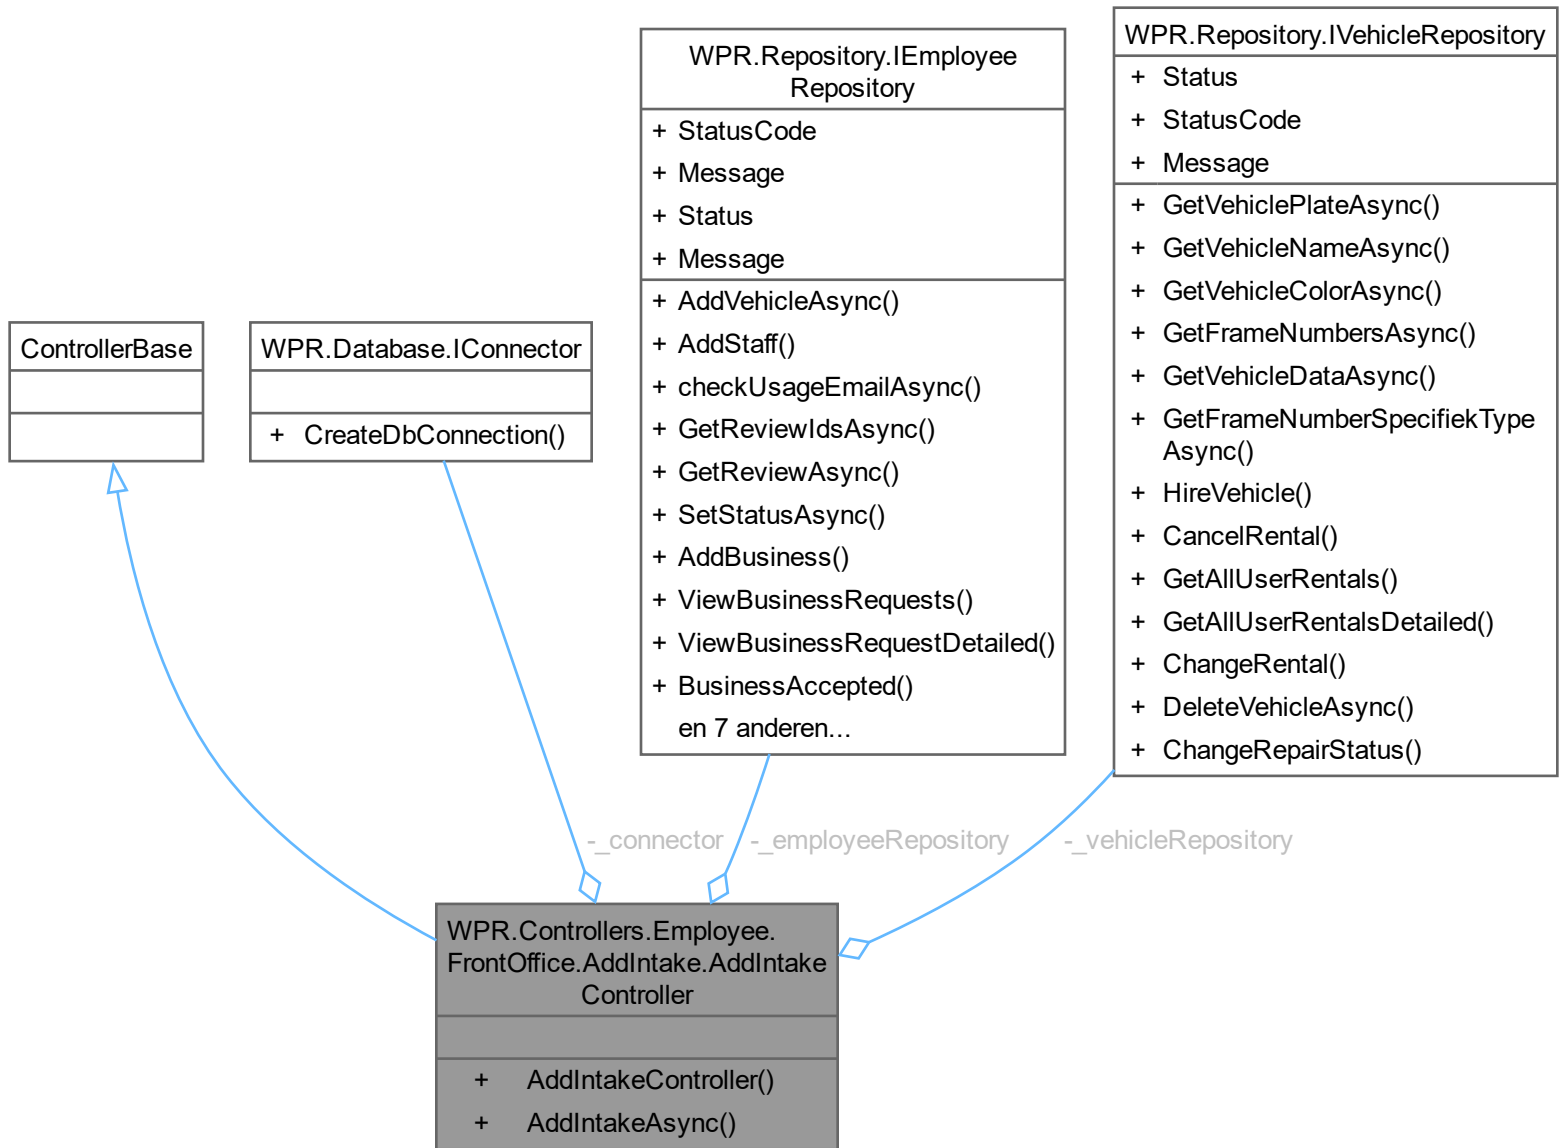 ControllerBase
WPR.Database.IConnector
+ CreateDbConnection()
WPR.Repository.IEmployee
Repository
+ StatusCode
+ Message
+ Status
+ Message
+ AddVehicleAsync()
+ AddStaff()
+ checkUsageEmailAsync()
+ GetReviewIdsAsync()
+ GetReviewAsync()
+ SetStatusAsync()
+ AddBusiness()
+ ViewBusinessRequests()
+ ViewBusinessRequestDetailed()
+ BusinessAccepted()
en 7 anderen...
WPR.Repository.IVehicleRepository
+ Status
+ StatusCode
+ Message
+ GetVehiclePlateAsync()
+ GetVehicleNameAsync()
+ GetVehicleColorAsync()
+ GetFrameNumbersAsync()
+ GetVehicleDataAsync()
+ GetFrameNumberSpecifiekType
Async()
+ HireVehicle()
+ CancelRental()
+ GetAllUserRentals()
+ GetAllUserRentalsDetailed()
+ ChangeRental()
+ DeleteVehicleAsync()
+ ChangeRepairStatus()
-_connector
-_employeeRepository
-_vehicleRepository
WPR.Controllers.Employee.
FrontOffice.AddIntake.AddIntake
Controller
+ AddIntakeController()
+ AddIntakeAsync()